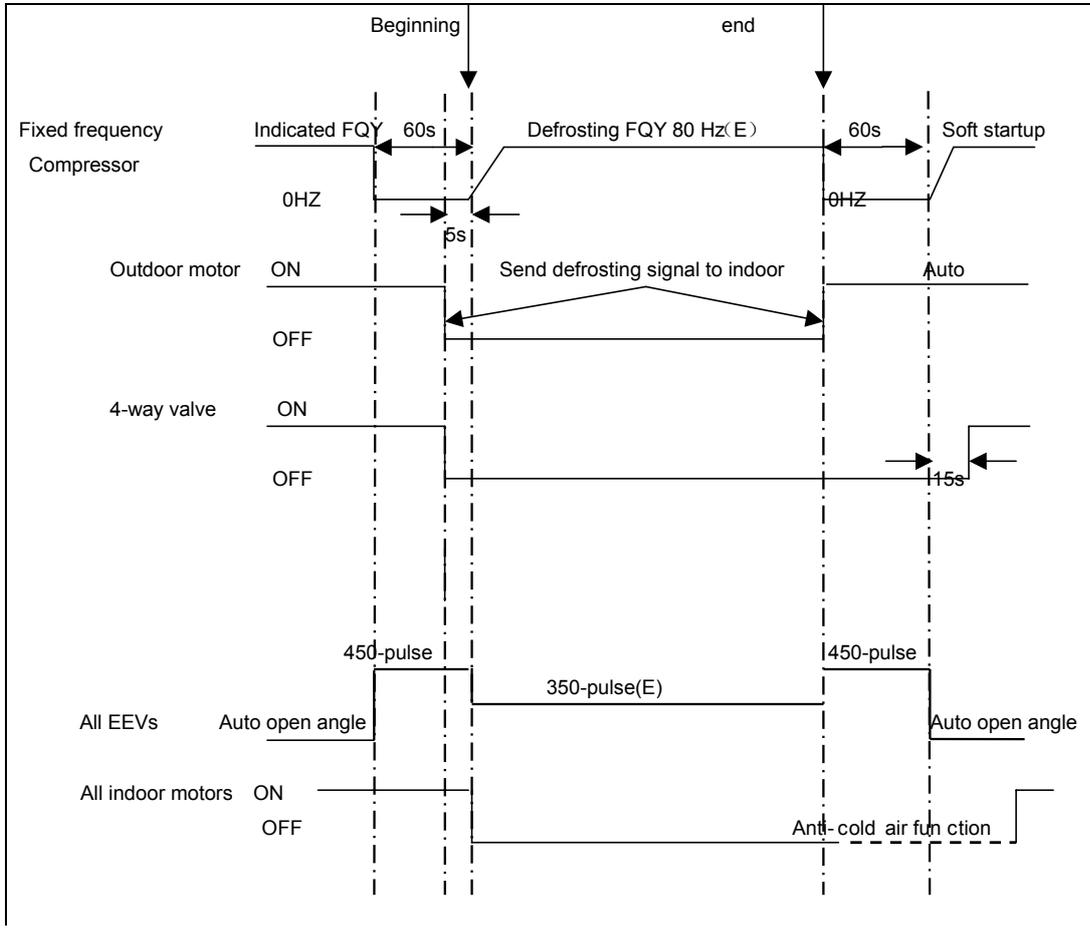 Beginning end
Fixed frequency Indicated FQY 60s Defrosting FQY 80 Hz（E） 60s Soft startup
Compressor
0HZ 0HZ
5s
Outdoor motor ON Send defrosting signal to indoor Auto
OFF
4-way valve ON
OFF 15s
450-pulse 450-pulse
350-pulse(E)
All EEVs Auto open angle Auto open angle
All indoor motors ON
OFF Anti- cold air fun ction